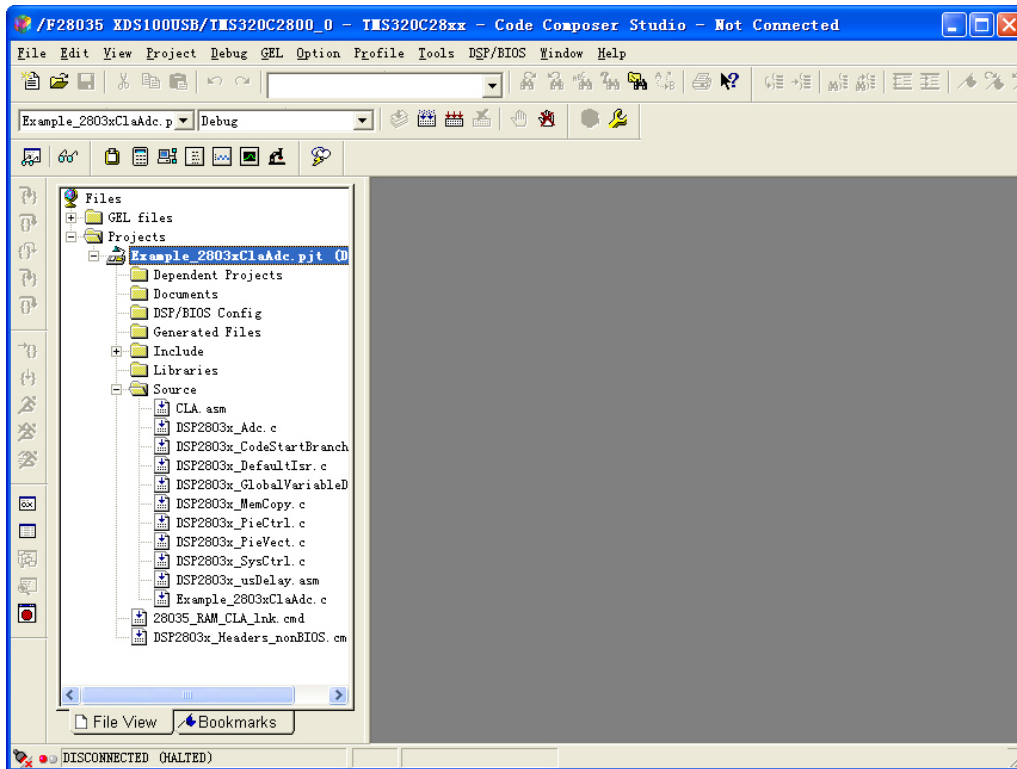 /F28035 XDS100USB/TMS320C2800_0 - TMS320C28xx - Code Composer Studio - Not Connected
File Edit View Project Debug GEL Option Profile Tools DSP/BIOS Window Help
Example_2803xClaAdc.p Debug
Files
GEL files
Projects
Example_2803xClaAdc.pjt (D
Dependent Projects
Documents
DSP/BIOS Config
Generated Files
Include
Libraries
Source
CLA.asm
DSP2803x_Adc.c
DSP2803x_CodeStartBranch
DSP2803x_DefaultIsr.c
DSP2803x_GlobalVariableD
DSP2803x_MemCopy.c
DSP2803x_PieCtrl.c
DSP2803x_PieVect.c
DSP2803x_SysCtrl.c
DSP2803x_usDelay.asm
Example_2803xClaAdc.c
28035_RAM_CLA_lnk.cmd
DSP2803x_Headers_nonBIOS.cm
File View Bookmarks
DISCONNECTED (HALTED)